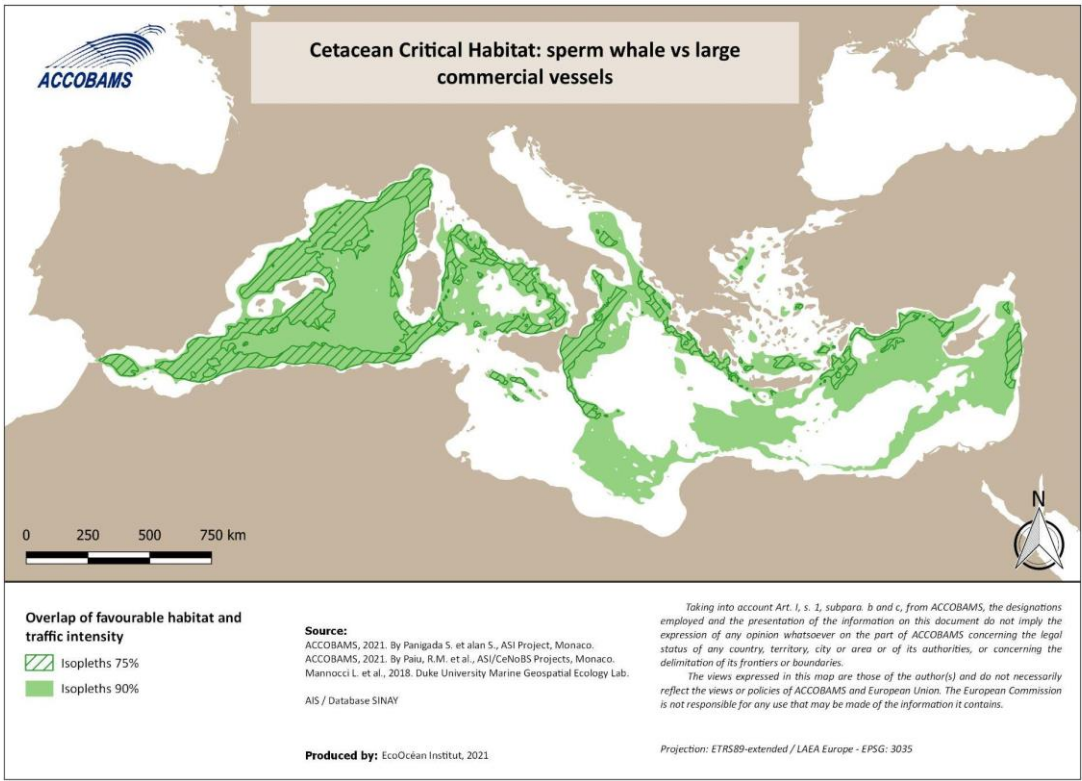 ACCOBAMS
Cetacean Critical Habitat: sperm whale vs large
commercial vessels
N
0 250 500 750 km
Overlap of favourable habitat and
traffic intensity
Isopleths 75%
Isopleths 90%
Source:
ACCOBAMS, 2021. By Panigada S. et alan S., ASI Project, Monaco.
ACCOBAMS, 2021. By Paiu, R.M. et al., ASI/CeNoBS Projects, Monaco.
Mannocci L. et al., 2018. Duke University Marine Geospatial Ecology Lab.
AIS / Database SINAY
Produced by: EcoOcéan Institut, 2021
Taking into account Art. I, s. 1, subpara. b and c, from ACCOBAMS, the designations
employed and the presentation of the information on this document do not imply the
expression of any opinion whatsoever on the part of ACCOBAMS concerning the legal
status of any country, territory, city or area or of its authorities, or concerning the
delimitation of its frontiers or boundaries.
The views expressed in this map are those of the author(s) and do not necessarily
reflect the views or policies of ACCOBAMS and European Union. The European Commission
is not responsible for any use that may be made of the information it contains.
Projection: ETRS89-extended / LAEA Europe - EPSG: 3035